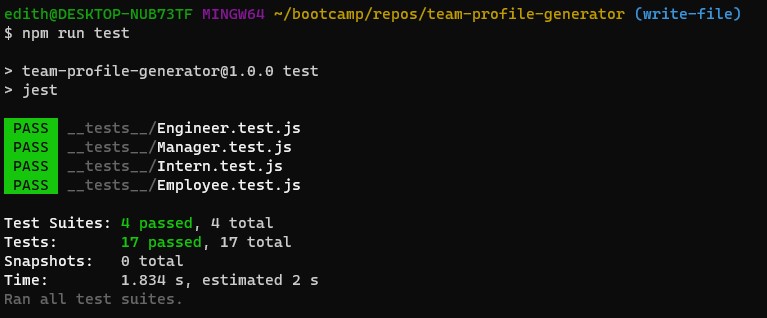 edith@DESKTOP-NUB73TF MINGW64 ~/bootcamp/repos/team-profile-generator (write-file)
$ npm run test
> team-profile-generator@1.0.0 test
> jest
PASS __tests__/Engineer.test.js
PASS __tests__/Manager.test.js
PASS __tests__/Intern.test.js
PASS __tests__/Employee.test.js
Test Suites: 4 passed, 4 total
Tests:       17 passed, 17 total
Snapshots:   0 total
Time:        1.834 s, estimated 2 s
Ran all test suites.